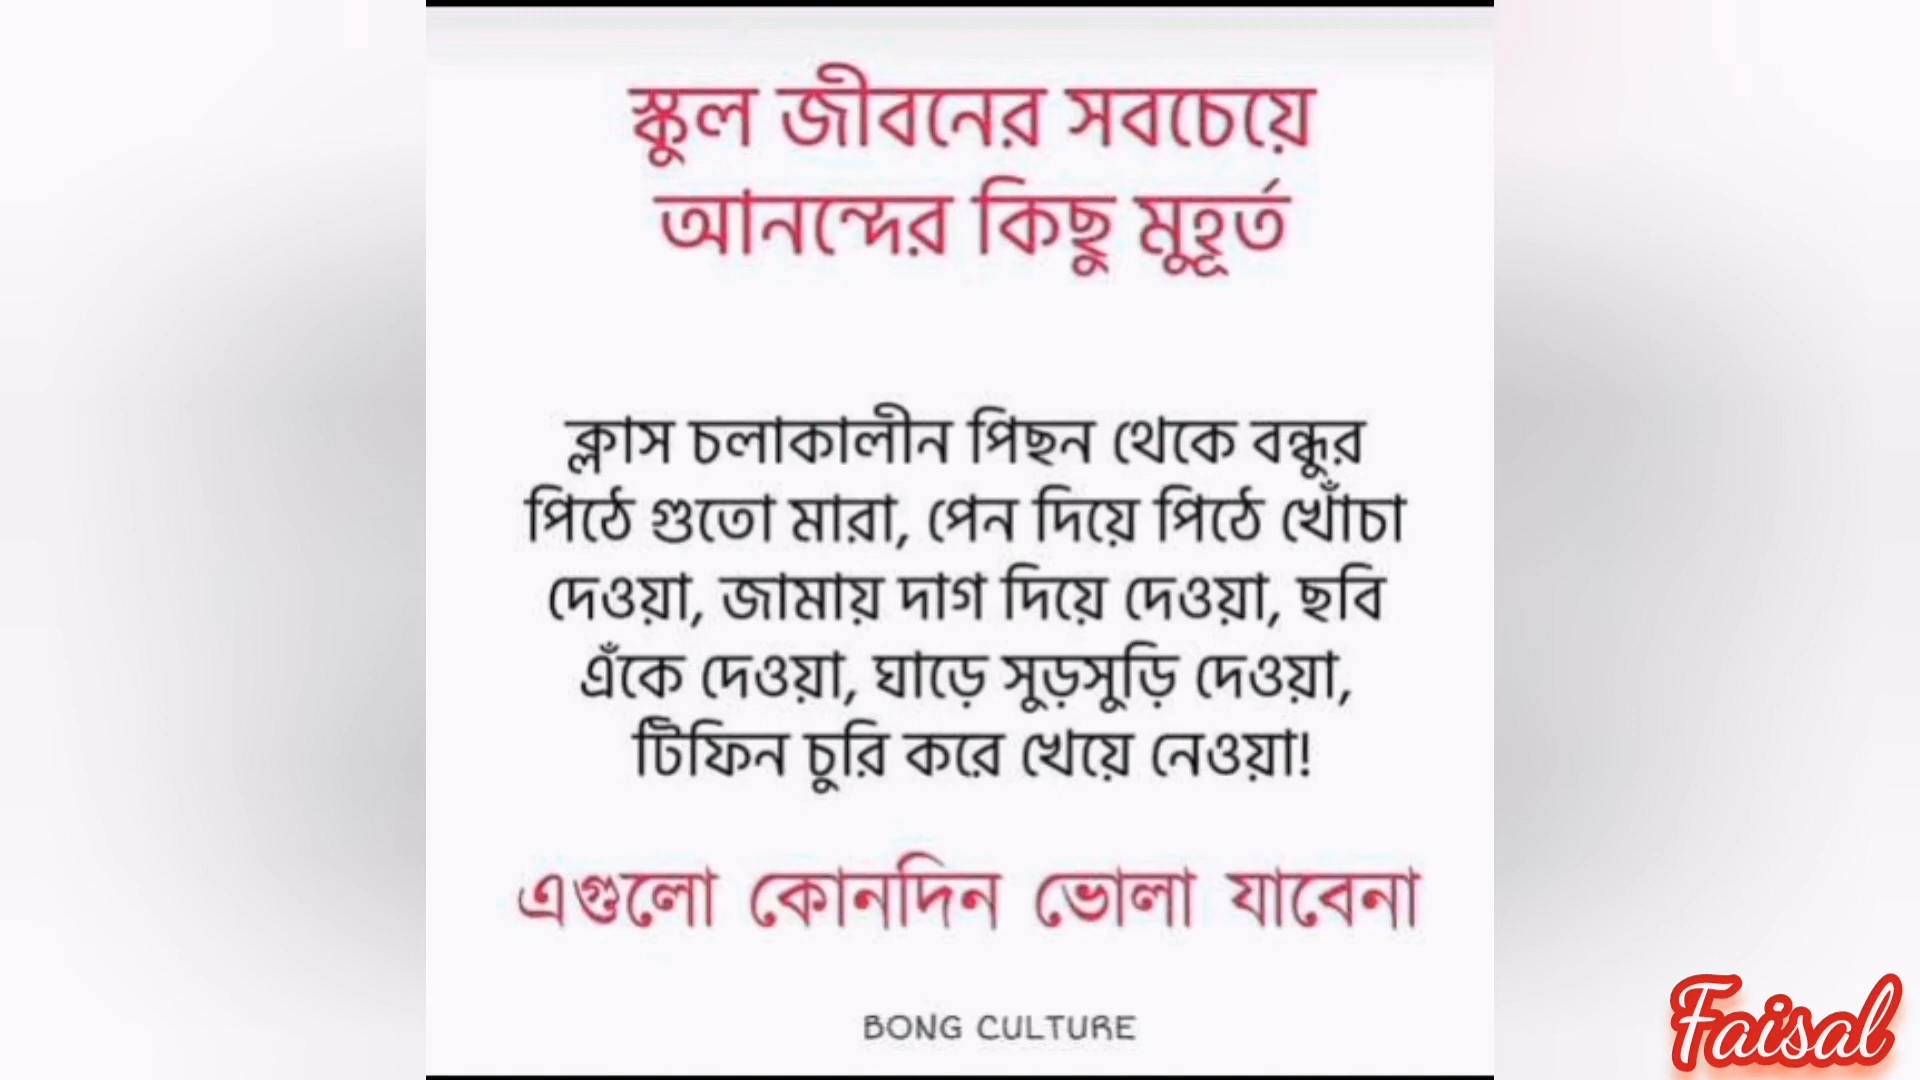 স্কুল জীবনের সবচেয়ে
আনন্দের কিছু মুহূর্ত
ক্লাস চলাকালীন পিছন থেকে বন্ধুর
পিঠে গুতো মারা, পেন দিয়ে পিঠে খোঁচা
দেওয়া, জামায় দাগ দিয়ে দেওয়া, ছবি
এঁকে দেওয়া, ঘাড়ে সুড়সুড়ি দেওয়া,
টিফিন চুরি করে খেয়ে নেওয়া!
এগুলো কোনদিন ভোলা যাবেনা
BONG CULTURE
Faisal